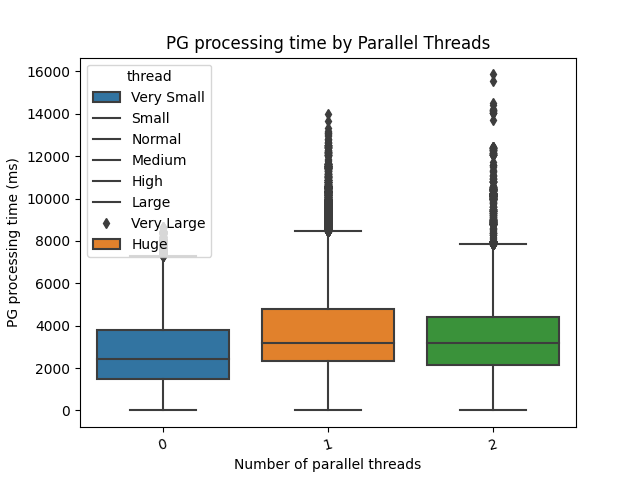 PG processing time by Parallel Threads
PG processing time (ms)
16000
14000
12000
10000
8000
6000
4000
2000
0
thread
Very Small
Small
Normal
Medium
High
Large
Very Large
Huge
0
1
2
Number of parallel threads